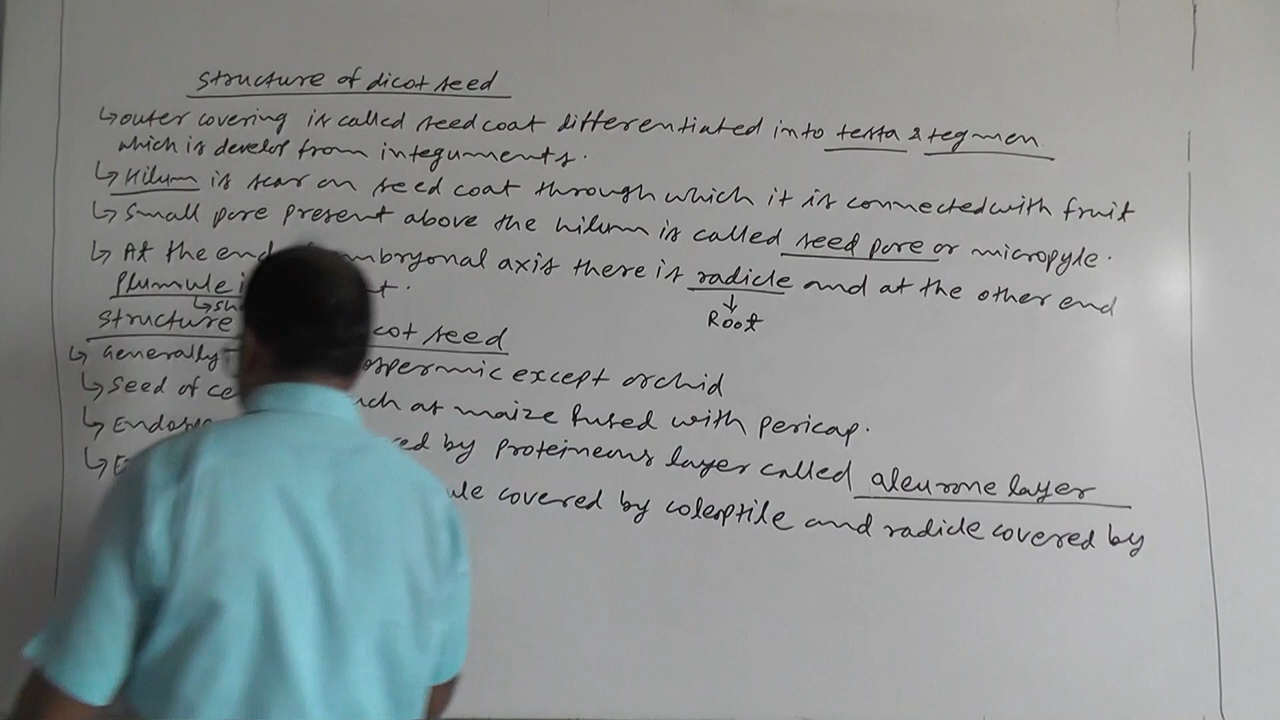 Structure of dicot seed
↳ outer covering is called seed coat differentiated into testa & tegmen
which is develop from integuments.
↳ Hilum is scar on seed coat through which it is connected with fruit
↳ Small pore present above the hilum is called seed pore or micropyle.
↳ At the end embryonal axis there is radicle and at the other end
Plumule
↓
Root
Structure cot seed
↳ Generally ospermic except orchid
↳ Seed of ce uch as maize fused with pericap.
↳ Endos ed by proteineous layer called aleurone layer
↳ E ule covered by coleoptile and radicle covered by